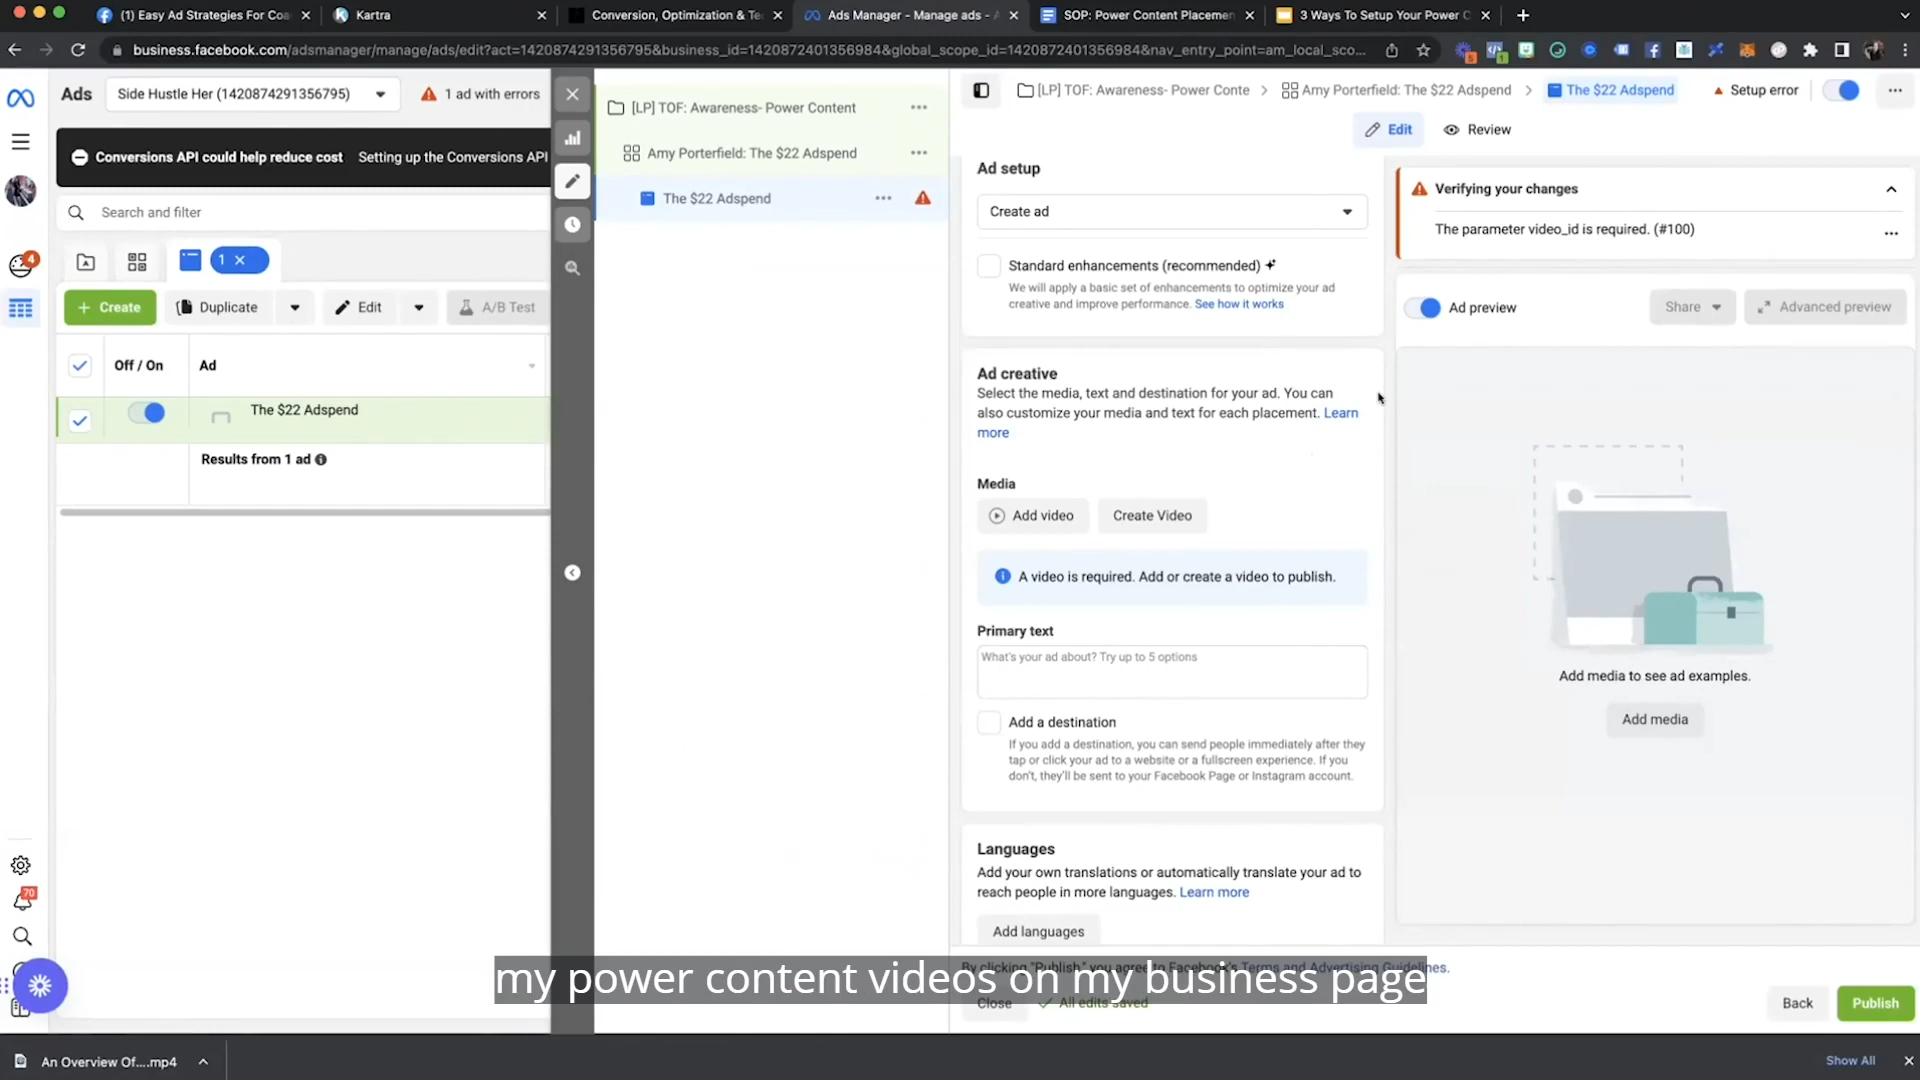 (1) Easy Ad Strategies For Coa
Kartra
Conversion, Optimization & Te
Ads Manager - Manage ads - A
SOP: Power Content Placemen
3 Ways To Setup Your Power C
business.facebook.com/adsmanager/manage/ads/edit?act=1420874291356795&business_id=1420872401356984&global_scope_id=1420872401356984&nav_entry_point=am_local_sco...
Ads
Side Hustle Her (1420874291356795)
1 ad with errors
Conversions API could help reduce cost
Setting up the Conversions API
Search and filter
4
1
+ Create
Duplicate
Edit
A/B Test
Off / On
Ad
The $22 Adspend
Results from 1 ad
70
[LP] TOF: Awareness- Power Content
Amy Porterfield: The $22 Adspend
The $22 Adspend
[LP] TOF: Awareness- Power Conte
Amy Porterfield: The $22 Adspend
The $22 Adspend
Setup error
Edit
Review
Ad setup
Create ad
Standard enhancements (recommended)
We will apply a basic set of enhancements to optimize your ad
creative and improve performance. See how it works
Ad creative
Select the media, text and destination for your ad. You can
also customize your media and text for each placement. Learn
more
Media
Add video
Create Video
A video is required. Add or create a video to publish.
Primary text
What's your ad about? Try up to 5 options
Add a destination
If you add a destination, you can send people immediately after they
tap or click your ad to a website or a fullscreen experience. If you
don't, they'll be sent to your Facebook Page or Instagram account.
Languages
Add your own translations or automatically translate your ad to
reach people in more languages. Learn more
Add languages
Verifying your changes
The parameter video_id is required. (#100)
Ad preview
Share
Advanced preview
Add media to see ad examples.
Add media
By clicking "Publish," you agree to Facebook's Terms and Advertising Guidelines.
my power content videos on my business page
Close
All edits saved
Back
Publish
An Overview Of....mp4
Show All